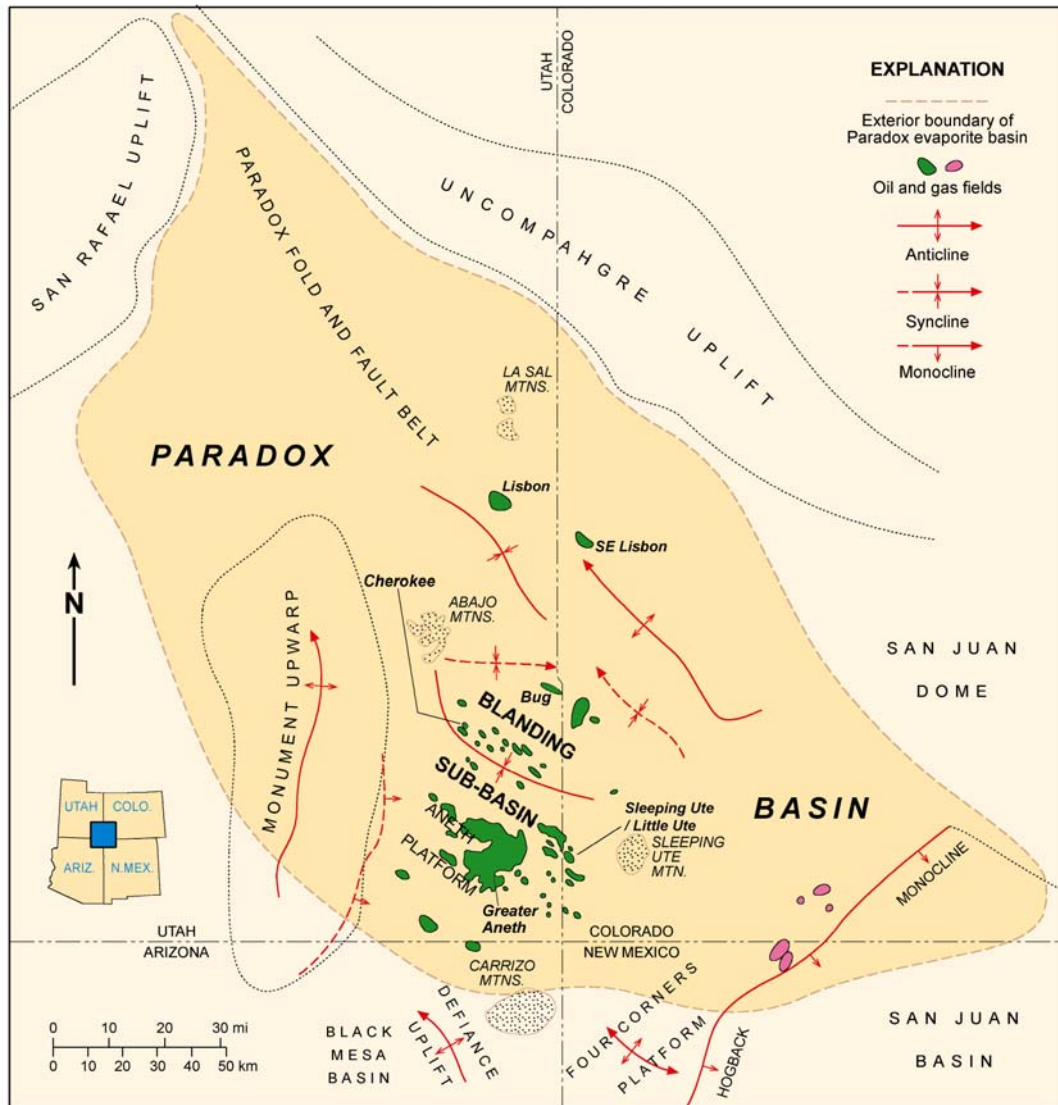 UTAH
COLORADO
EXPLANATION
Exterior boundary of
Paradox evaporite basin
Oil and gas fields
Anticline
Syncline
Monocline
SAN RAFAEL UPLIFT
PARADOX FOLD AND FAULT BELT
UNCOMPAHGRE UPLIFT
LA SAL
MTNS.
PARADOX
Lisbon
SE Lisbon
N
Cherokee
ABAJO
MTNS.
MONUMENT UPWARP
SAN JUAN
DOME
Bug
BLANDING
SUB-BASIN
BASIN
UTAH
COLO.
ARIZ.
N.MEX.
ANETH
PLATFORM
Sleeping Ute
/ Little Ute
SLEEPING
UTE
MTN.
Greater
Aneth
MONOCLINE
UTAH
ARIZONA
COLORADO
NEW MEXICO
CARRIZO
MTNS.
0 10 20 30 mi
0 10 20 30 40 50 km
BLACK
MESA
BASIN
DEFIANCE
UPLIFT
FOUR CORNERS
PLATFORM
HOGBACK
SAN JUAN
BASIN